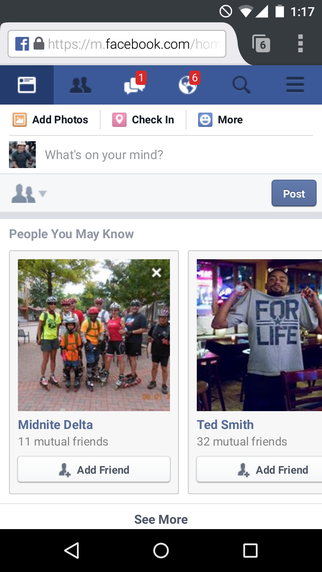 1:17
https://m.facebook.com/hom
6
1
6
Add Photos
Check In
More
What's on your mind?
Post
People You May Know
FOR
LIFE
Midnite Delta
11 mutual friends
Add Friend
Ted Smith
32 mutual friends
Add Friend
See More